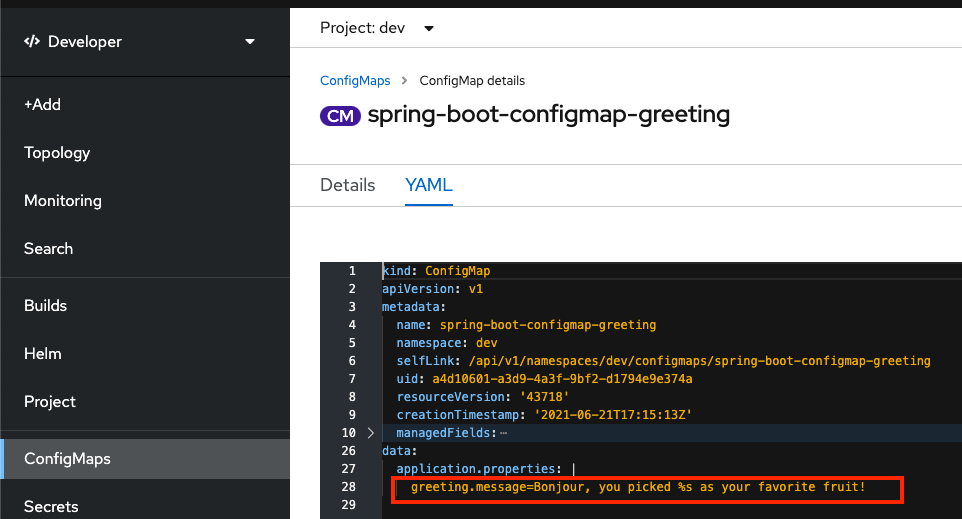 Developer
+Add
Topology
Monitoring
Search
Builds
Helm
Project
ConfigMaps
Secrets
Project: dev
ConfigMaps > ConfigMap details
CM spring-boot-configmap-greeting
Details YAML
1 kind: ConfigMap
2 apiVersion: v1
3 metadata:
4 name: spring-boot-configmap-greeting
5 namespace: dev
6 selfLink: /api/v1/namespaces/dev/configmaps/spring-boot-configmap-greeting
7 uid: a4d10601-a3d9-4a3f-9bf2-d1794e9e374a
8 resourceVersion: '43718'
9 creationTimestamp: '2021-06-21T17:15:13Z'
10 managedFields:⋯
26 data:
27 application.properties: |
28 greeting.message=Bonjour, you picked %s as your favorite fruit!
29